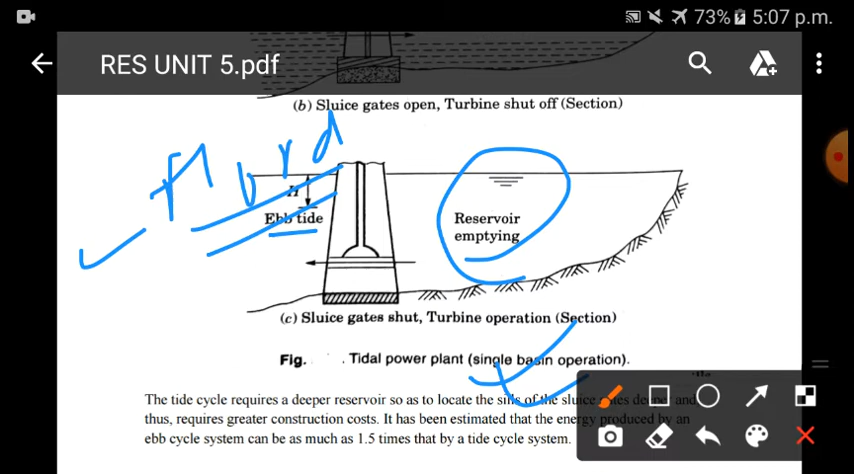 73% 5:07 p.m.
RES UNIT 5.pdf
(b) Sluice gates open, Turbine shut off (Section)
H
Ebb tide
Reservoir
emptying
(c) Sluice gates shut, Turbine operation (Section)
Fig. . Tidal power plant (single basin operation).
The tide cycle requires a deeper reservoir so as to locate the sills of the sluice gates deeper and
thus, requires greater construction costs. It has been estimated that the energy produced by an
ebb cycle system can be as much as 1.5 times that by a tide cycle system.